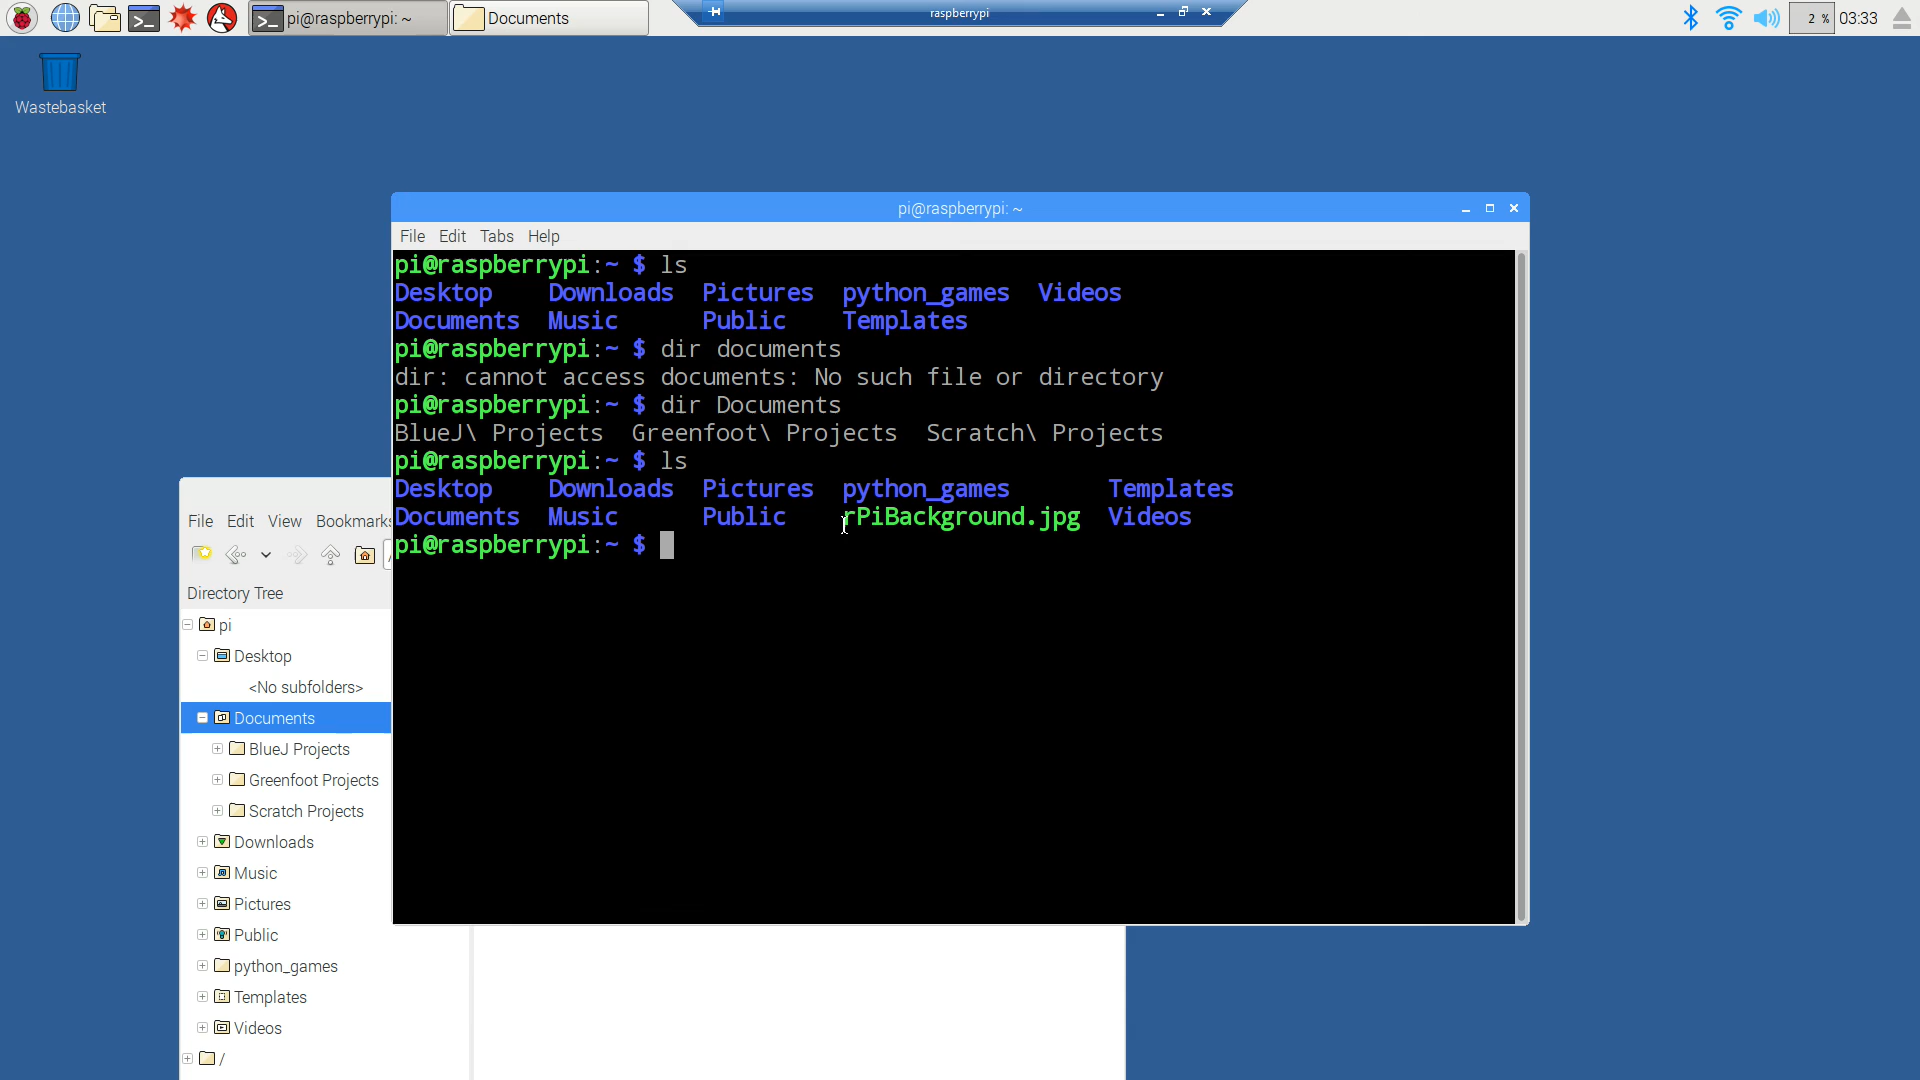 pi@raspberrypi: ~
Documents
raspberrypi
2 %
03:33
Wastebasket
pi@raspberrypi: ~
File Edit Tabs Help
pi@raspberrypi:~ $ ls
Desktop Downloads Pictures python_games Videos
Documents Music Public Templates
pi@raspberrypi:~ $ dir documents
dir: cannot access documents: No such file or directory
pi@raspberrypi:~ $ dir Documents
BlueJ\ Projects Greenfoot\ Projects Scratch\ Projects
pi@raspberrypi:~ $ ls
Desktop Downloads Pictures python_games Templates
Documents Music Public rPiBackground.jpg Videos
pi@raspberrypi:~ $
File Edit View Bookmarks
Directory Tree
pi
Desktop
<No subfolders>
Documents
BlueJ Projects
Greenfoot Projects
Scratch Projects
Downloads
Music
Pictures
Public
python_games
Templates
Videos
/